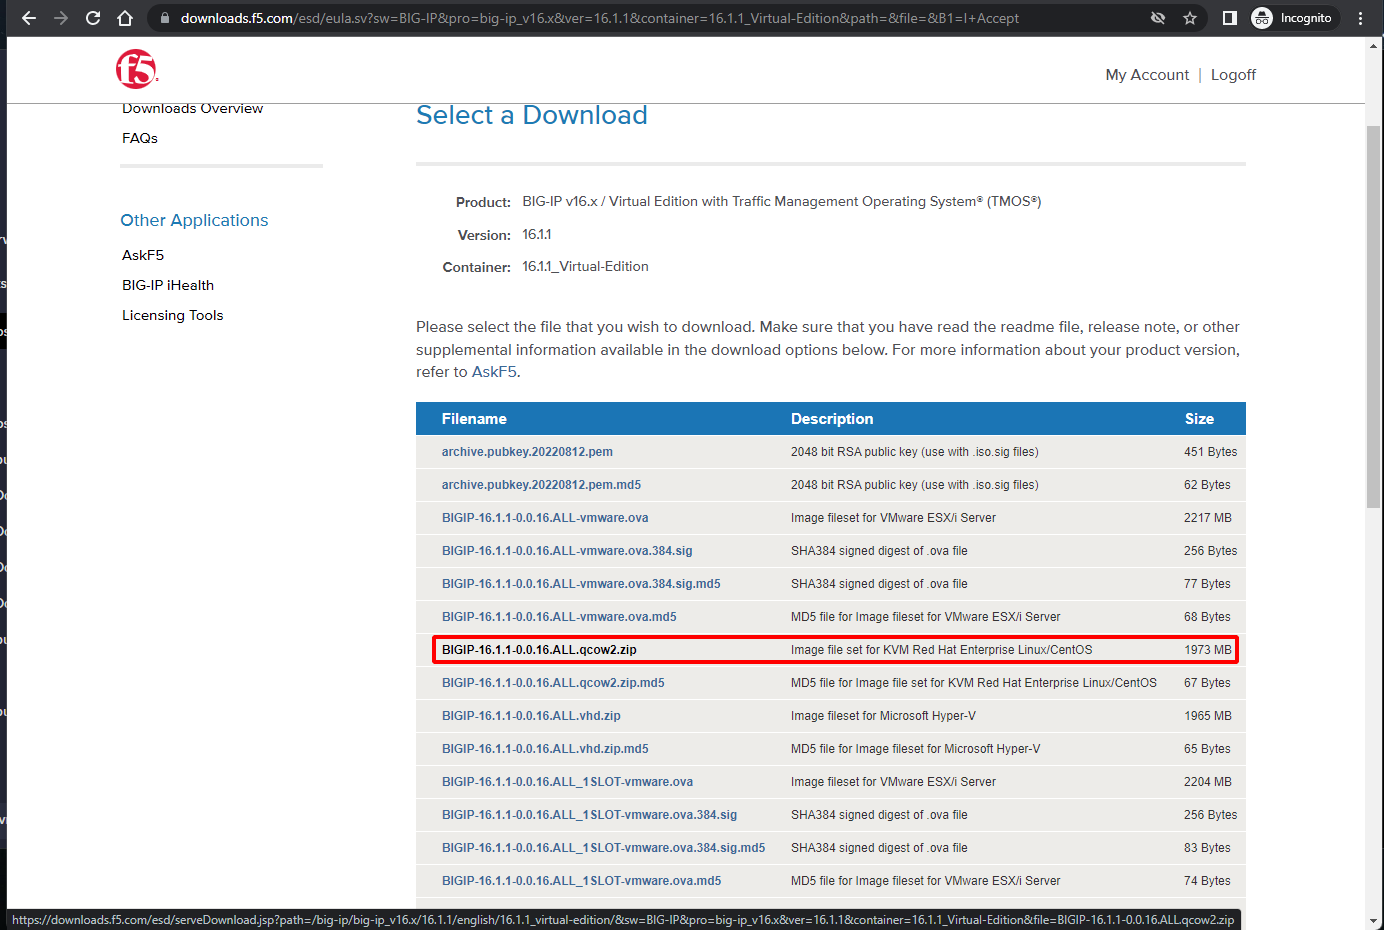 downloads.f5.com/esd/eula.sv?sw=BIG-IP&pro=big-ip_v16.x&ver=16.1.1&container=16.1.1_Virtual-Edition&path=&file=&B1=I+Accept
Incognito
f5
My Account | Logoff
Downloads Overview
FAQs
Other Applications
AskF5
BIG-IP iHealth
Licensing Tools
Select a Download
Product: BIG-IP v16.x / Virtual Edition with Traffic Management Operating System® (TMOS®)
Version: 16.1.1
Container: 16.1.1_Virtual-Edition
Please select the file that you wish to download. Make sure that you have read the readme file, release note, or other
supplemental information available in the download options below. For more information about your product version,
refer to AskF5.
Filename Description Size
archive.pubkey.20220812.pem 2048 bit RSA public key (use with .iso.sig files) 451 Bytes
archive.pubkey.20220812.pem.md5 2048 bit RSA public key (use with .iso.sig files) 62 Bytes
BIGIP-16.1.1-0.0.16.ALL-vmware.ova Image fileset for VMware ESX/i Server 2217 MB
BIGIP-16.1.1-0.0.16.ALL-vmware.ova.384.sig SHA384 signed digest of .ova file 256 Bytes
BIGIP-16.1.1-0.0.16.ALL-vmware.ova.384.sig.md5 SHA384 signed digest of .ova file 77 Bytes
BIGIP-16.1.1-0.0.16.ALL-vmware.ova.md5 MD5 file for Image fileset for VMware ESX/i Server 68 Bytes
BIGIP-16.1.1-0.0.16.ALL.qcow2.zip Image file set for KVM Red Hat Enterprise Linux/CentOS 1973 MB
BIGIP-16.1.1-0.0.16.ALL.qcow2.zip.md5 MD5 file for Image file set for KVM Red Hat Enterprise Linux/CentOS 67 Bytes
BIGIP-16.1.1-0.0.16.ALL.vhd.zip Image fileset for Microsoft Hyper-V 1965 MB
BIGIP-16.1.1-0.0.16.ALL.vhd.zip.md5 MD5 file for Image fileset for Microsoft Hyper-V 65 Bytes
BIGIP-16.1.1-0.0.16.ALL_1SLOT-vmware.ova Image fileset for VMware ESX/i Server 2204 MB
BIGIP-16.1.1-0.0.16.ALL_1SLOT-vmware.ova.384.sig SHA384 signed digest of .ova file 256 Bytes
BIGIP-16.1.1-0.0.16.ALL_1SLOT-vmware.ova.384.sig.md5 SHA384 signed digest of .ova file 83 Bytes
BIGIP-16.1.1-0.0.16.ALL_1SLOT-vmware.ova.md5 MD5 file for Image fileset for VMware ESX/i Server 74 Bytes
https://downloads.f5.com/esd/serveDownload.jsp?path=/big-ip/big-ip_v16.x/16.1.1/english/16.1.1_virtual-edition/&sw=BIG-IP&pro=big-ip_v16.x&ver=16.1.1&container=16.1.1_Virtual-Edition&file=BIGIP-16.1.1-0.0.16.ALL.qcow2.zip